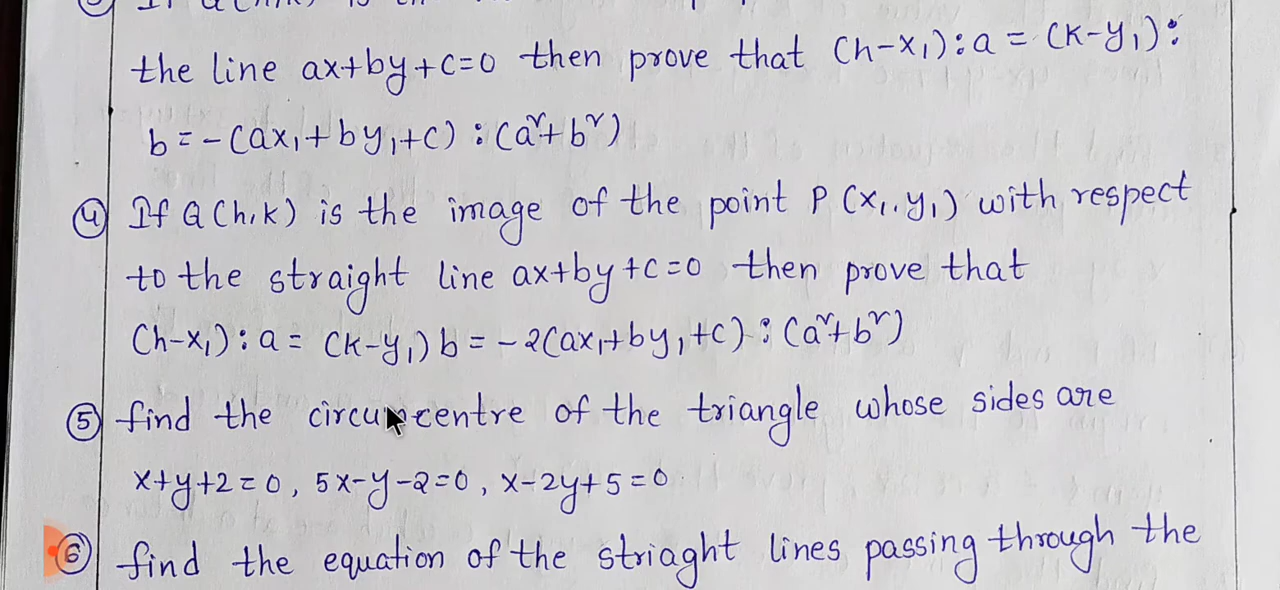 the line ax+by+c=0 then prove that (h-x₁):a = (k-y₁):
b=-(ax₁+by₁+c):(a²+b²)
④ If Q(h,k) is the image of the point P(x₁,y₁) with respect
to the straight line ax+by+c=0 then prove that
(h-x₁):a= (k-y₁)b=-2(ax₁+by₁+c):(a²+b²)
⑤ find the circumcentre of the triangle whose sides are
x+y+2=0, 5x-y-2=0, x-2y+5=0
⑥ find the equation of the striaght lines passing through the